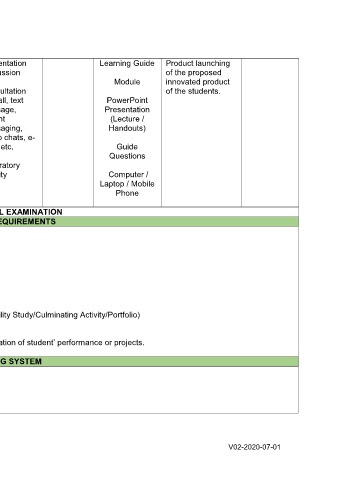 entation
ussion
ultation
all, text
sage,
nt
saging,
o chats, e-
etc.
ratory
ity
Learning Guide
Module
PowerPoint
Presentation
(Lecture /
Handouts)
Guide
Questions
Computer /
Laptop / Mobile
Phone
Product launching
of the proposed
innovated product
of the students.
L EXAMINATION
EQUIREMENTS
ility Study/Culminating Activity/Portfolio)
ation of student’ performance or projects.
G SYSTEM
V02-2020-07-01